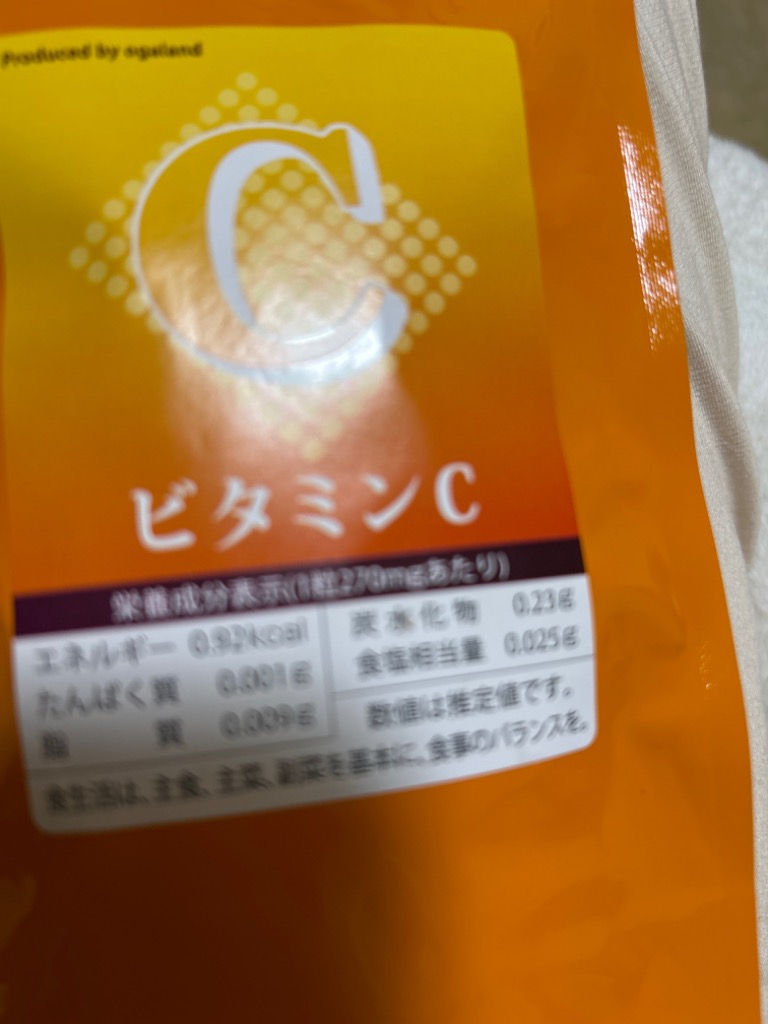 Produced by ogaland
C
ビタミンC
栄養成分表示(1粒270mgあたり)
エネルギー 0.92kcal
たんぱく質 0.001g
脂質 0.009g
炭水化物 0.23g
食塩相当量 0.025g
数値は推定値です。
食生活は、主食、主菜、副菜を基本に、食事のバランスを。